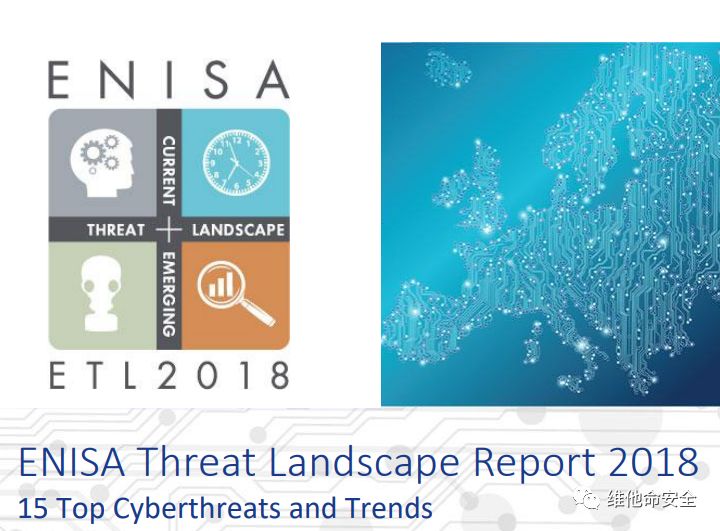 ENISA
CURRENT
THREAT + LANDSCAPE
EMERGING
ETL2018
ENISA Threat Landscape Report 2018
15 Top Cyberthreats and Trends
维他命安全